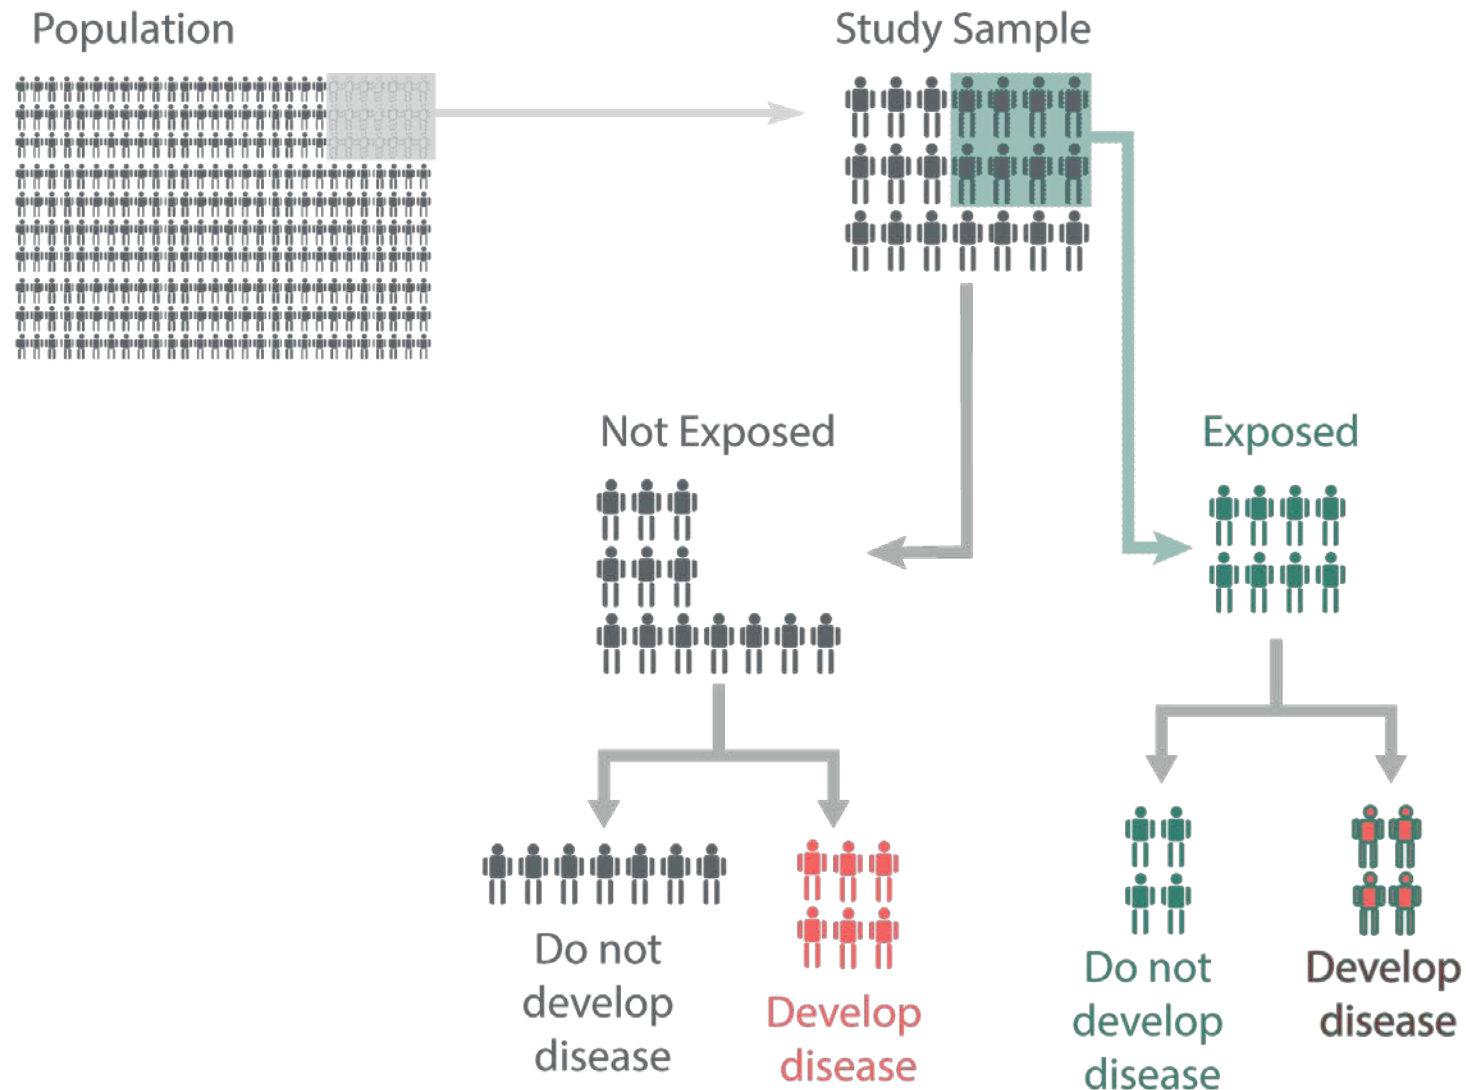 Population
Study Sample
Not Exposed
Exposed
Do not
develop
disease
Develop
disease
Do not
develop
disease
Develop
disease